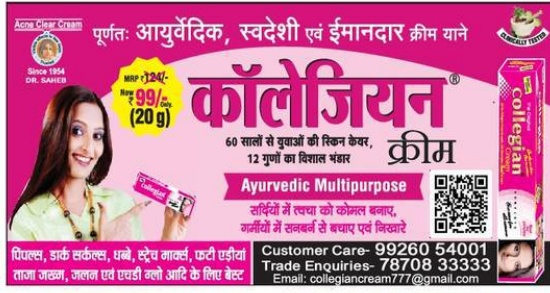 Acne Clear Cream
Since 1954
DR. SAHEB
पूर्णतः आयुर्वेदिक, स्वदेशी एवं ईमानदार क्रीम याने
CLINICALLY TESTED
MRP ₹ 124/-
Now ₹ 99/- Only.
(20 g)
कॉलेजियन®
60 सालों से युवाओं की स्किन केयर,
12 गुणों का विशाल भंडार
क्रीम
Ayurvedic Multipurpose
सर्दियों में त्वचा को कोमल बनाए,
गर्मीयों में सनबर्न से बचाए एवं निखारे
Collegian
collegian
Cream
पिंपल्स, डार्क सर्कल्स, धब्बे, स्ट्रेच मार्क्स, फटी एड़ीयां
ताजा जख्म, जलन एवं एचडी ग्लो आदि के लिए बेस्ट
Customer Care- 99260 54001
Trade Enquiries- 78708 33333
Email: collegiancream777@gmail.com